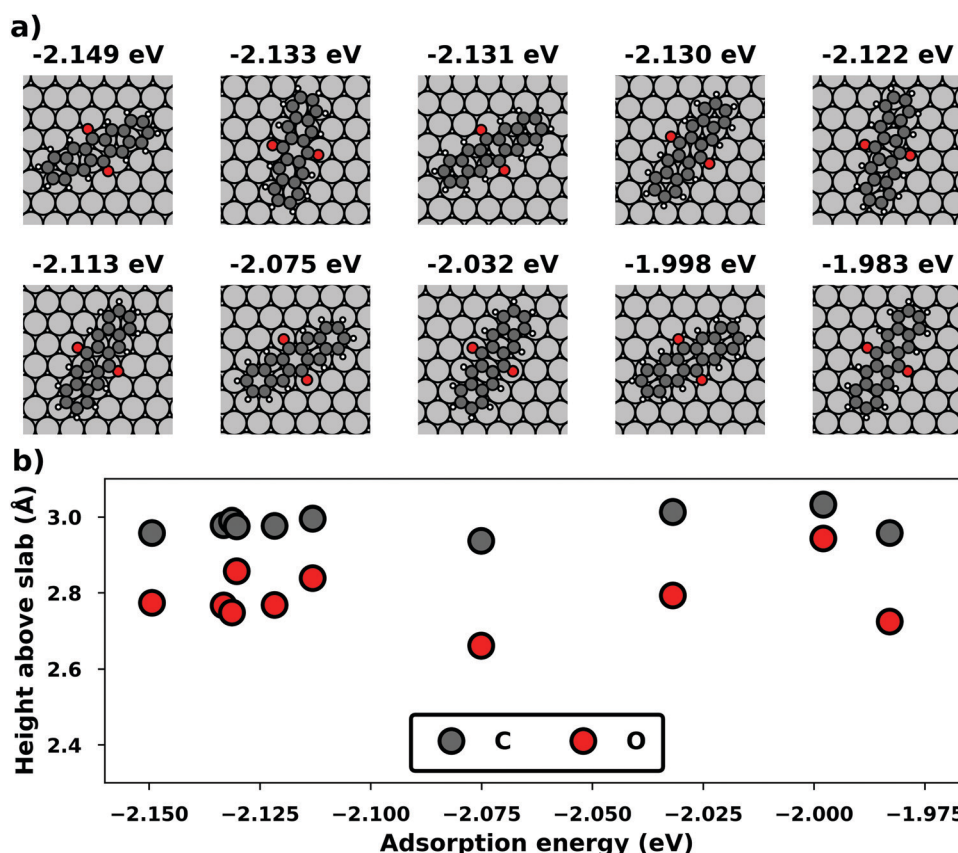 a)
-2.149 eV -2.133 eV -2.131 eV -2.130 eV -2.122 eV
-2.113 eV -2.075 eV -2.032 eV -1.998 eV -1.983 eV
b)
Height above slab (Å)
3.0
2.8
2.6
2.4
C O
−2.150 −2.125 −2.100 −2.075 −2.050 −2.025 −2.000 −1.975
Adsorption energy (eV)